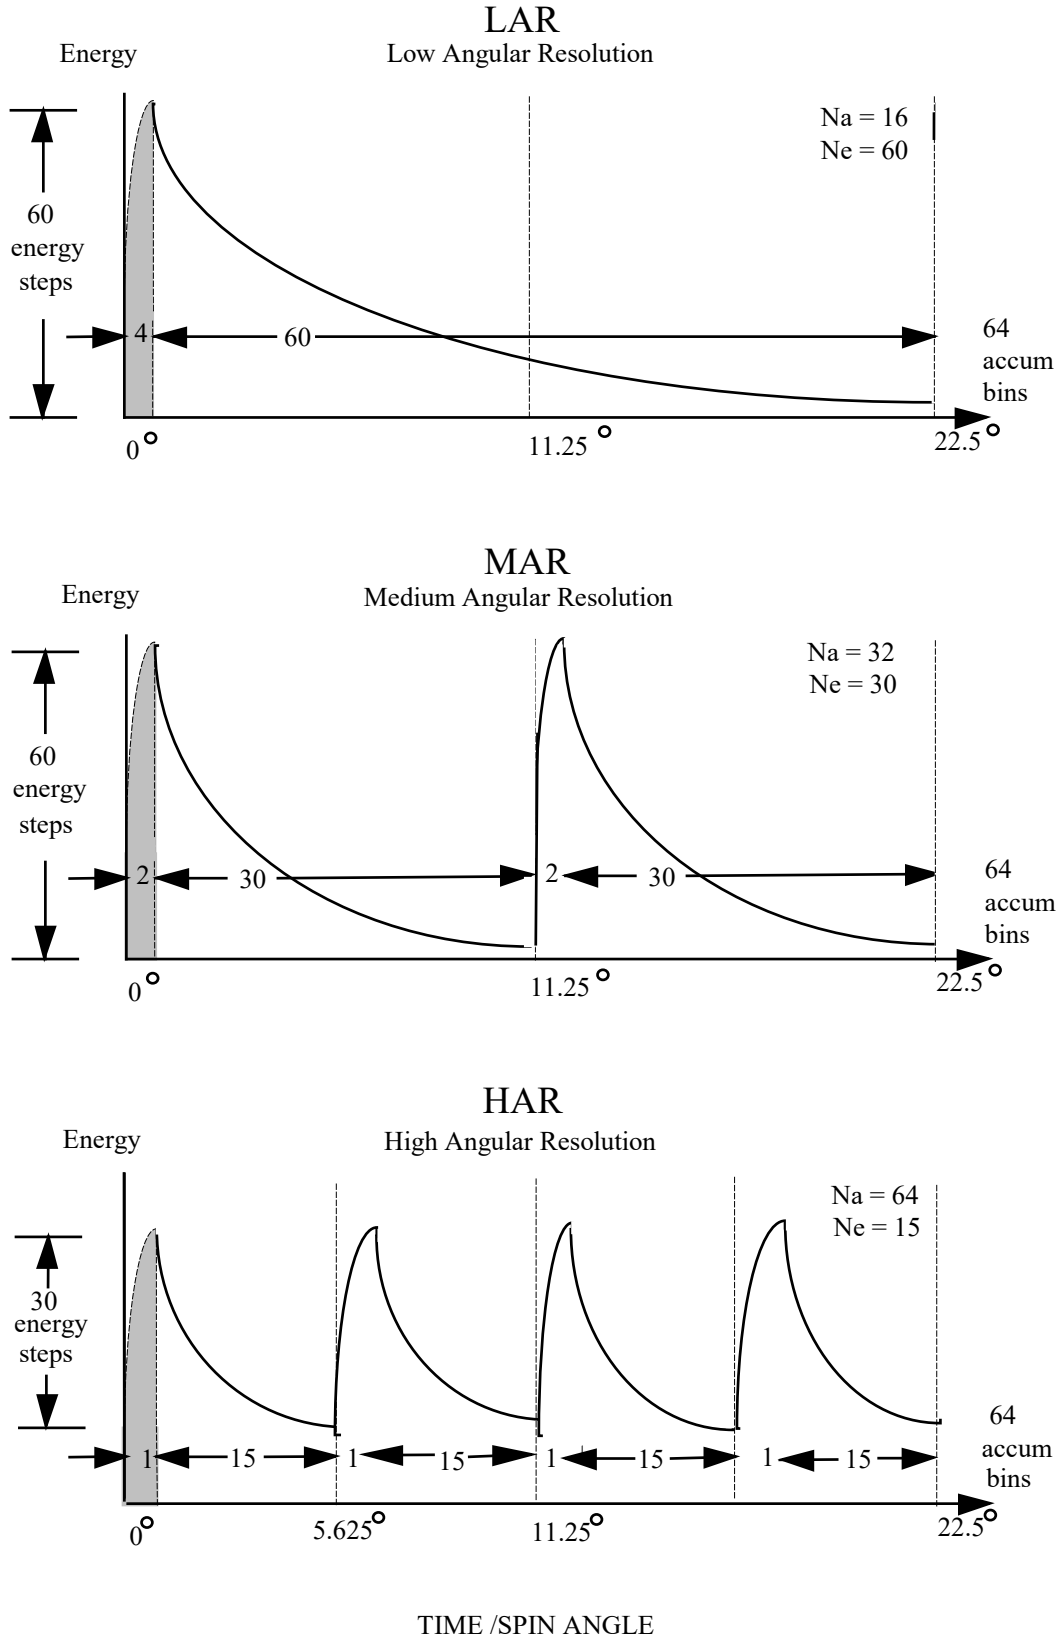 LAR
Low Angular Resolution
Energy
Na = 16
Ne = 60
60
energy
steps
4
60
64
accum
bins
0°
11.25 °
22.5°
MAR
Medium Angular Resolution
Energy
Na = 32
Ne = 30
60
energy
steps
2
30
2
30
64
accum
bins
0°
11.25°
22.5°
HAR
High Angular Resolution
Energy
Na = 64
Ne = 15
30
energy
steps
1
15
1
15
1
15
1
15
64
accum
bins
0°
5.625°
11.25°
22.5°
TIME /SPIN ANGLE